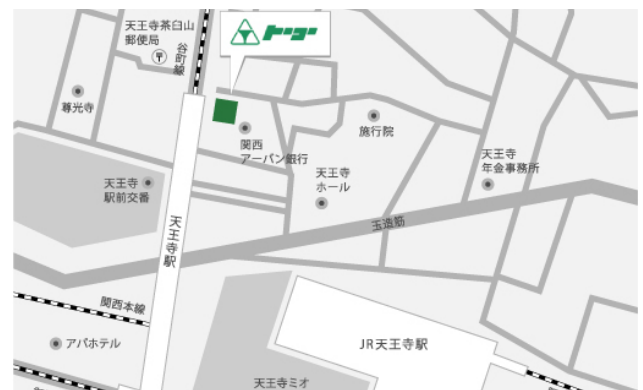 天王寺茶臼山
郵便局
谷町線
トーヨー
尊光寺
関西
アーバン銀行
施行院
天王寺
年金事務所
天王寺
ホール
天王寺
駅前交番
天王寺駅
玉造筋
関西本線
アパホテル
JR天王寺駅
天王寺ミオ